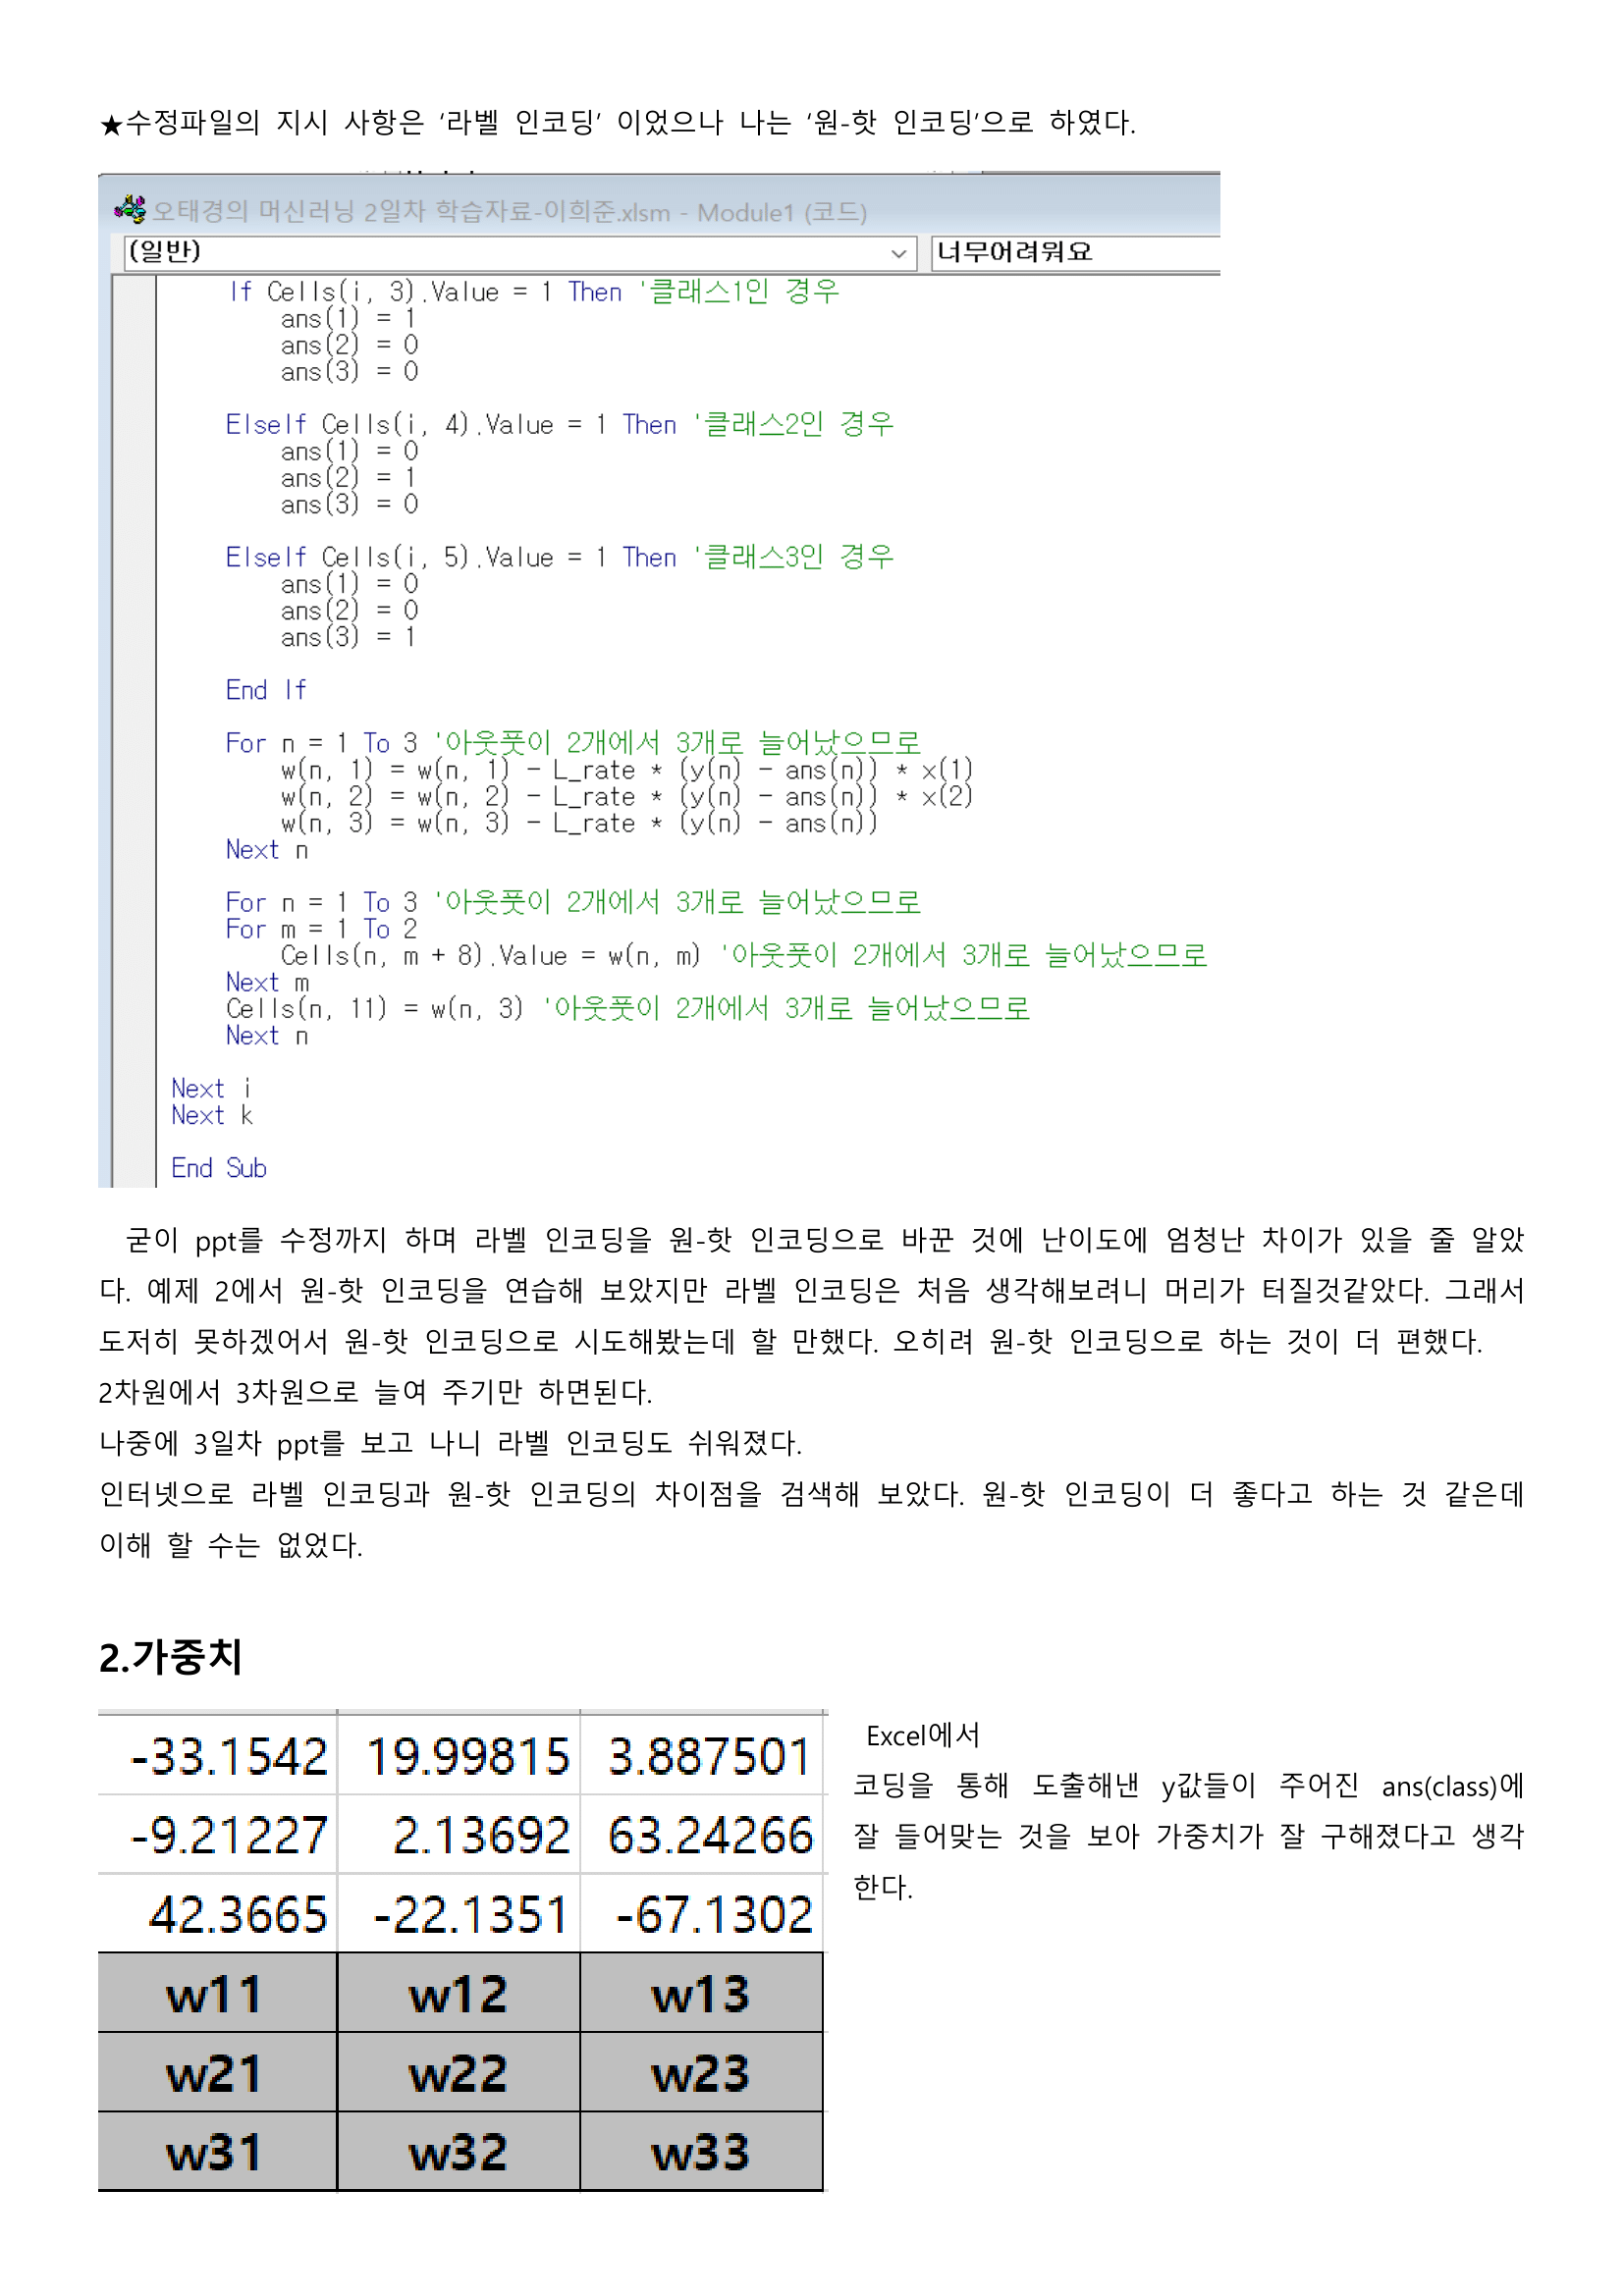 ★수정파일의 지시 사항은 ‘라벨 인코딩’ 이었으나 나는 ‘원-핫 인코딩’으로 하였다.
오태경의 머신러닝 2일차 학습자료-이희준.xlsm - Module1 (코드)
(일반) 너무어려워요
If Cells(i, 3).Value = 1 Then '클래스1인 경우
ans(1) = 1
ans(2) = 0
ans(3) = 0
ElseIf Cells(i, 4).Value = 1 Then '클래스2인 경우
ans(1) = 0
ans(2) = 1
ans(3) = 0
ElseIf Cells(i, 5).Value = 1 Then '클래스3인 경우
ans(1) = 0
ans(2) = 0
ans(3) = 1
End If
For n = 1 To 3 '아웃풋이 2개에서 3개로 늘어났으므로
w(n, 1) = w(n, 1) - L_rate * (y(n) - ans(n)) * x(1)
w(n, 2) = w(n, 2) - L_rate * (y(n) - ans(n)) * x(2)
w(n, 3) = w(n, 3) - L_rate * (y(n) - ans(n))
Next n
For n = 1 To 3 '아웃풋이 2개에서 3개로 늘어났으므로
For m = 1 To 2
Cells(n, m + 8).Value = w(n, m) '아웃풋이 2개에서 3개로 늘어났으므로
Next m
Cells(n, 11) = w(n, 3) '아웃풋이 2개에서 3개로 늘어났으므로
Next n
Next i
Next k
End Sub
굳이 ppt를 수정까지 하며 라벨 인코딩을 원-핫 인코딩으로 바꾼 것에 난이도에 엄청난 차이가 있을 줄 알았
다. 예제 2에서 원-핫 인코딩을 연습해 보았지만 라벨 인코딩은 처음 생각해보려니 머리가 터질것같았다. 그래서
도저히 못하겠어서 원-핫 인코딩으로 시도해봤는데 할 만했다. 오히려 원-핫 인코딩으로 하는 것이 더 편했다.
2차원에서 3차원으로 늘여 주기만 하면된다.
나중에 3일차 ppt를 보고 나니 라벨 인코딩도 쉬워졌다.
인터넷으로 라벨 인코딩과 원-핫 인코딩의 차이점을 검색해 보았다. 원-핫 인코딩이 더 좋다고 하는 것 같은데
이해 할 수는 없었다.
2.가중치
-33.1542 19.99815 3.887501
-9.21227 2.13692 63.24266
42.3665 -22.1351 -67.1302
w11 w12 w13
w21 w22 w23
w31 w32 w33
Excel에서
코딩을 통해 도출해낸 y값들이 주어진 ans(class)에
잘 들어맞는 것을 보아 가중치가 잘 구해졌다고 생각
한다.